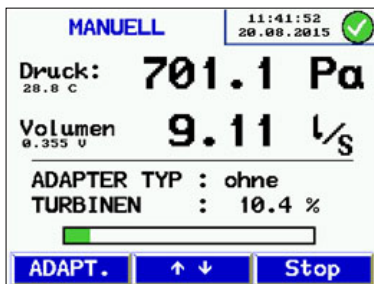 MANUELL
11:41:52
20.08.2015
Druck: 701.1 Pa
28.8 C
Volumen 9.11 l/s
0.355 V
ADAPTER TYP : ohne
TURBINEN : 10.4 %
ADAPT. ↑ ↓ Stop